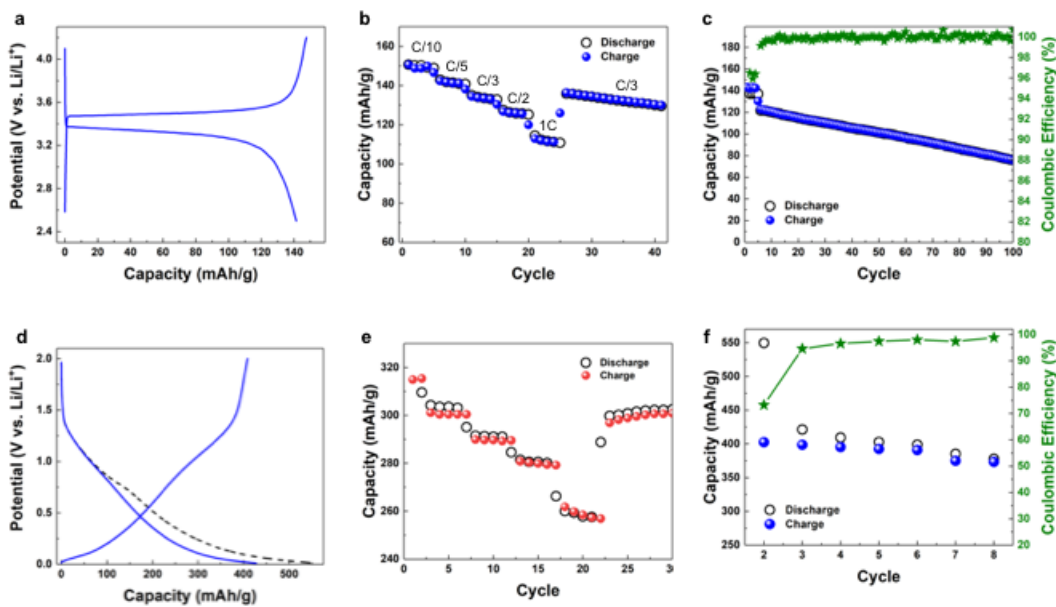 a
Potential (V vs. Li/Li⁺)
4.0
3.6
3.2
2.8
2.4
0 20 40 60 80 100 120 140
Capacity (mAh/g)
b
Capacity (mAh/g)
160
140
120
100
80
60
C/10
C/5
C/3
C/2
1C
C/3
Discharge
Charge
0 10 20 30 40
Cycle
c
Capacity (mAh/g)
180
160
140
120
100
80
60
40
20
0
Discharge
Charge
0 10 20 30 40 50 60 70 80 90 100
Cycle
100
98
96
94
92
90
88
86
84
82
80
Coulombic Efficiency (%)
d
Potential (V vs. Li/Li⁺)
2.0
1.5
1.0
0.5
0.0
0 100 200 300 400 500
Capacity (mAh/g)
e
Capacity (mAh/g)
320
300
280
260
240
Discharge
Charge
0 5 10 15 20 25 30
Cycle
f
Capacity (mAh/g)
550
500
450
400
350
300
250
Discharge
Charge
2 3 4 5 6 7 8
Cycle
100
90
80
70
60
50
40
30
20
Coulombic Efficiency (%)